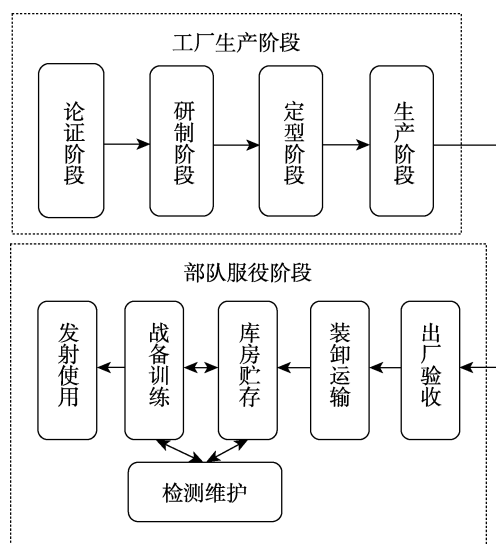 工厂生产阶段
论证阶段
研制阶段
定型阶段
生产阶段
部队服役阶段
发射使用
战备训练
库房贮存
装卸运输
出厂验收
检测维护